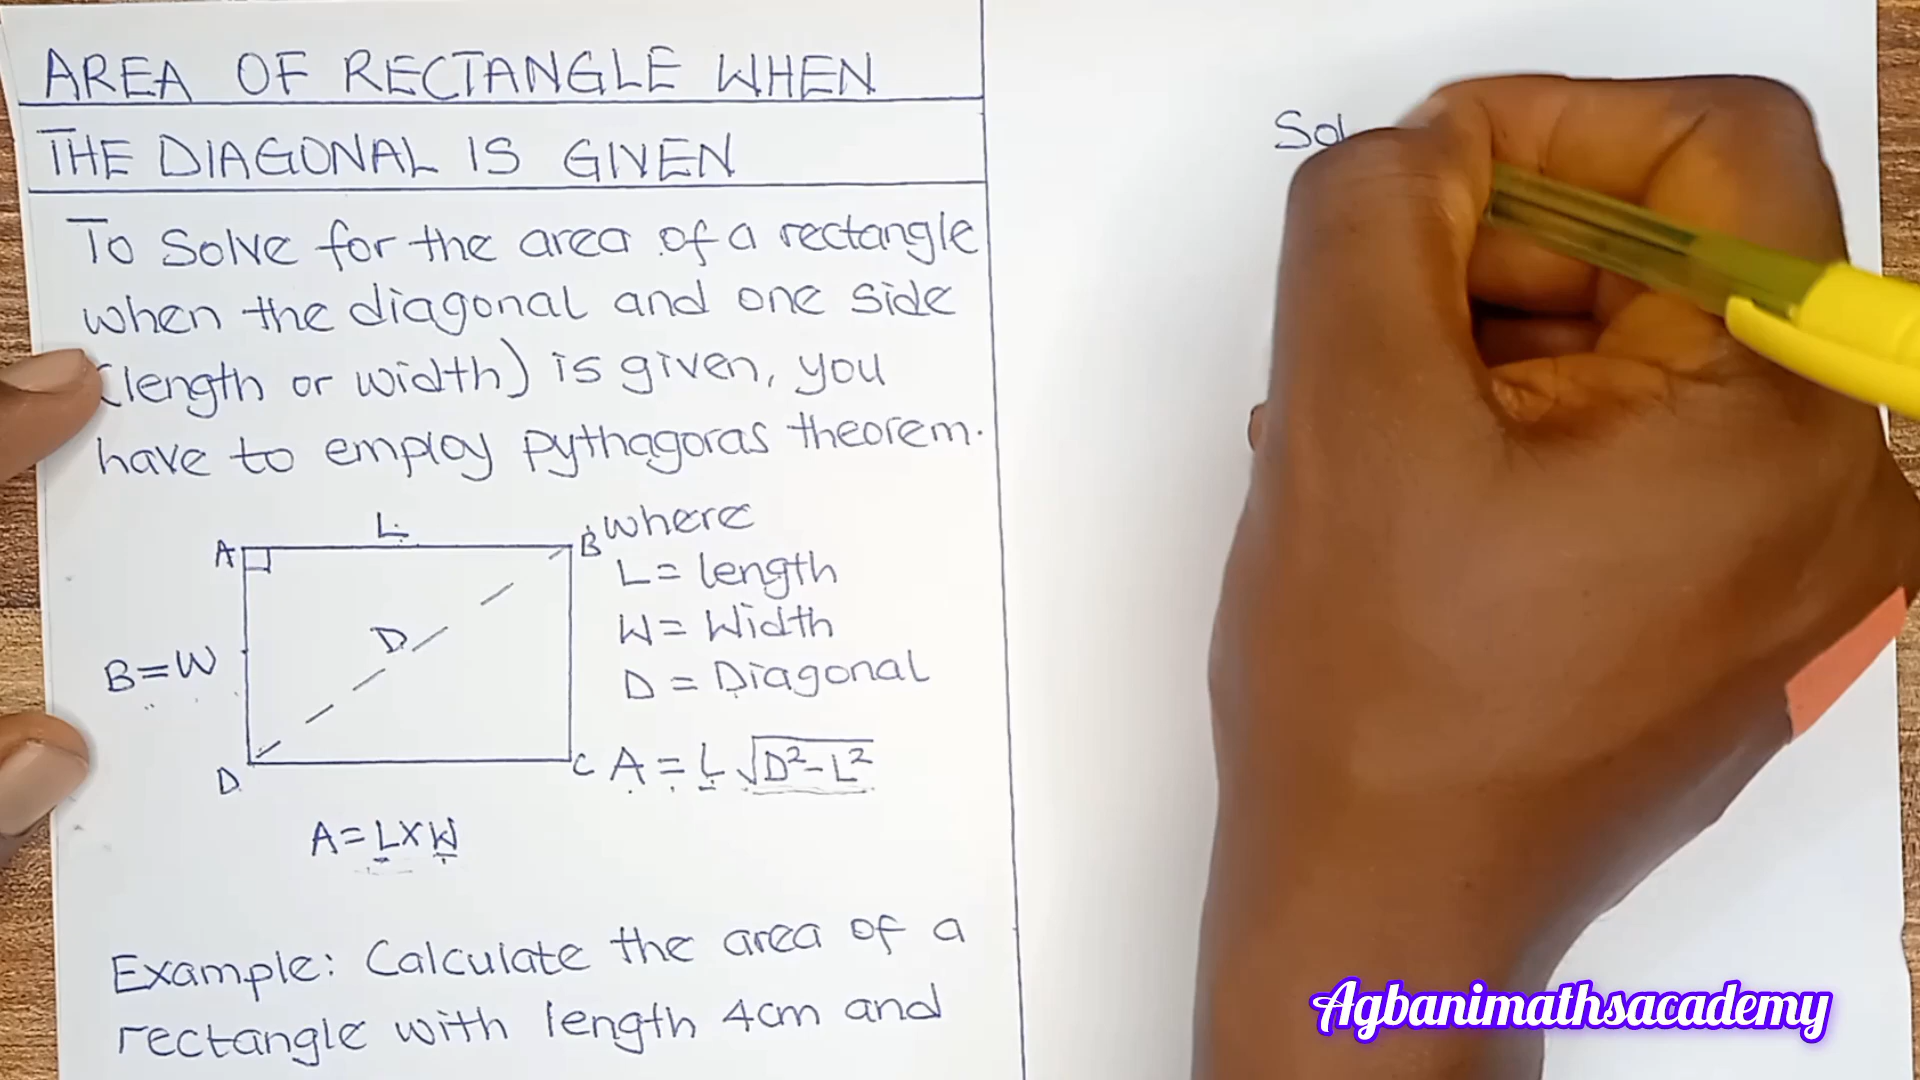 AREA OF RECTANGLE WHEN
THE DIAGONAL IS GIVEN
To Solve for the area of a rectangle
when the diagonal and one side
(length or width) is given, you
have to employ pythagoras theorem.
L
A
B
D
B=W
D
C
where
L = length
W = Width
D = Diagonal
A = L √D²-L²
A = L x W
Example: Calculate the area of a
rectangle with length 4cm and
Sol
Agbanimathsacademy